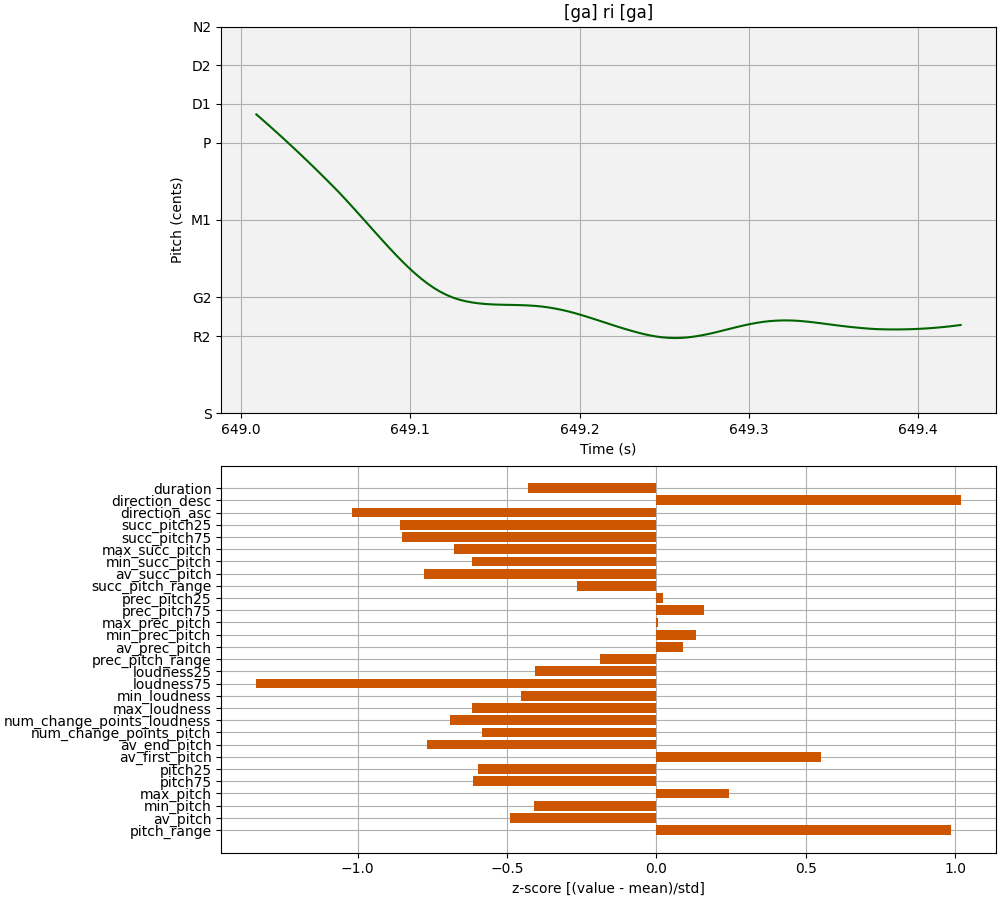 [ga] ri [ga]
N2
D2
D1
P
M1
G2
R2
S
Pitch (cents)
649.0 649.1 649.2 649.3 649.4
Time (s)
duration
direction_desc
direction_asc
succ_pitch25
succ_pitch75
max_succ_pitch
min_succ_pitch
av_succ_pitch
succ_pitch_range
prec_pitch25
prec_pitch75
max_prec_pitch
min_prec_pitch
av_prec_pitch
prec_pitch_range
loudness25
loudness75
min_loudness
max_loudness
num_change_points_loudness
num_change_points_pitch
av_end_pitch
av_first_pitch
pitch25
pitch75
max_pitch
min_pitch
av_pitch
pitch_range
−1.0 −0.5 0.0 0.5 1.0
z-score [(value - mean)/std]